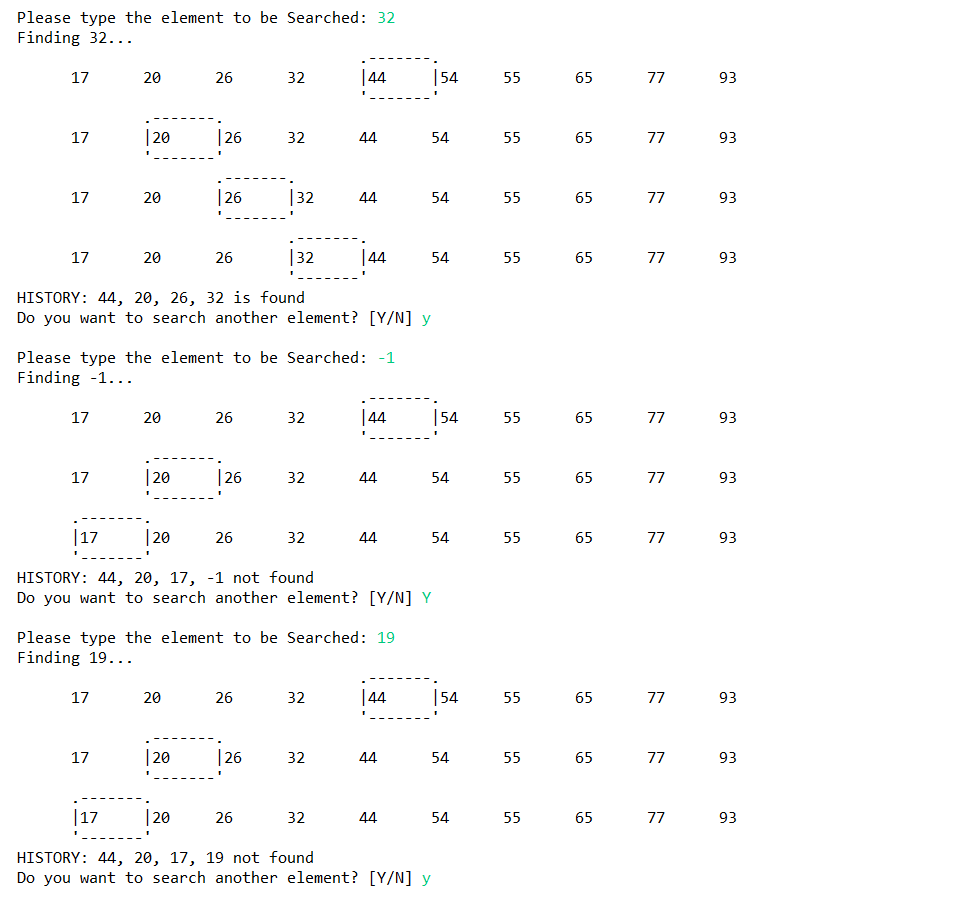 Please type the element to be Searched: 32
Finding 32...
                                      .-------.
      17      20      26      32      |44     |54     55      65      77      93
                                      '-------'
              .-------.
      17      |20     |26     32      44      54      55      65      77      93
              '-------'
                      .-------.
      17      20      |26     |32     44      54      55      65      77      93
                      '-------'
                              .-------.
      17      20      26      |32     |44     54      55      65      77      93
                              '-------'
HISTORY: 44, 20, 26, 32 is found
Do you want to search another element? [Y/N] y

Please type the element to be Searched: -1
Finding -1...
                                      .-------.
      17      20      26      32      |44     |54     55      65      77      93
                                      '-------'
              .-------.
      17      |20     |26     32      44      54      55      65      77      93
              '-------'
      .-------.
      |17     |20     26      32      44      54      55      65      77      93
      '-------'
HISTORY: 44, 20, 17, -1 not found
Do you want to search another element? [Y/N] Y

Please type the element to be Searched: 19
Finding 19...
                                      .-------.
      17      20      26      32      |44     |54     55      65      77      93
                                      '-------'
              .-------.
      17      |20     |26     32      44      54      55      65      77      93
              '-------'
      .-------.
      |17     |20     26      32      44      54      55      65      77      93
      '-------'
HISTORY: 44, 20, 17, 19 not found
Do you want to search another element? [Y/N] y